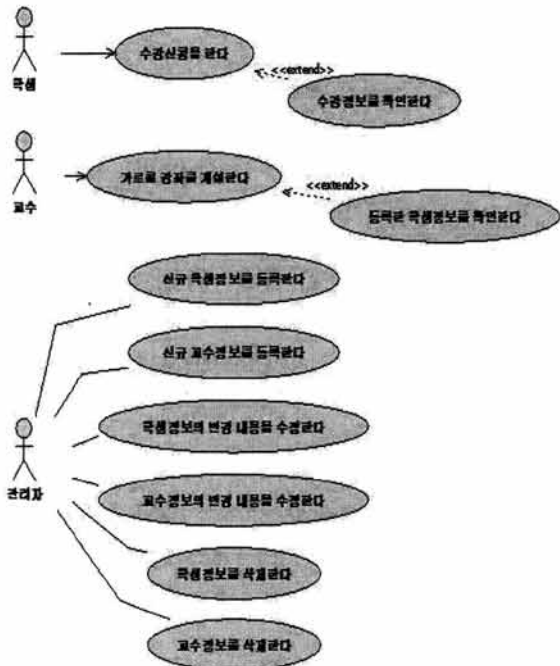 수강신청을 한다
<<extend>>
학생
수강정보를 확인한다
<<extend>>
교수
가르칠 강좌를 개설한다
등록한 학생정보를 확인한다
신규 학생정보를 등록한다
신규 교수정보를 등록한다
학생정보의 변경 내용을 수정한다
관리자
교수정보의 변경 내용을 수정한다
학생정보를 삭제한다
교수정보를 삭제한다